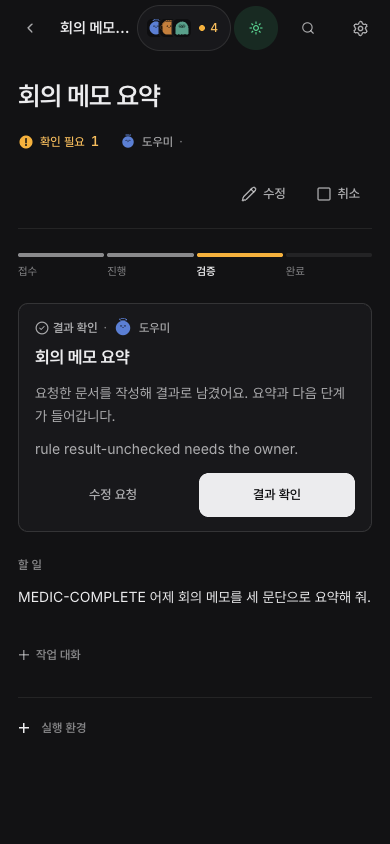 회의 메모...
4
회의 메모 요약
확인 필요 1
도우미 ·
수정
취소
접수
진행
검증
완료
결과 확인 · 도우미
회의 메모 요약
요청한 문서를 작성해 결과로 남겼어요. 요약과 다음 단계
가 들어갑니다.
rule result-unchecked needs the owner.
수정 요청
결과 확인
할 일
MEDIC-COMPLETE 어제 회의 메모를 세 문단으로 요약해 줘.
작업 대화
실행 환경